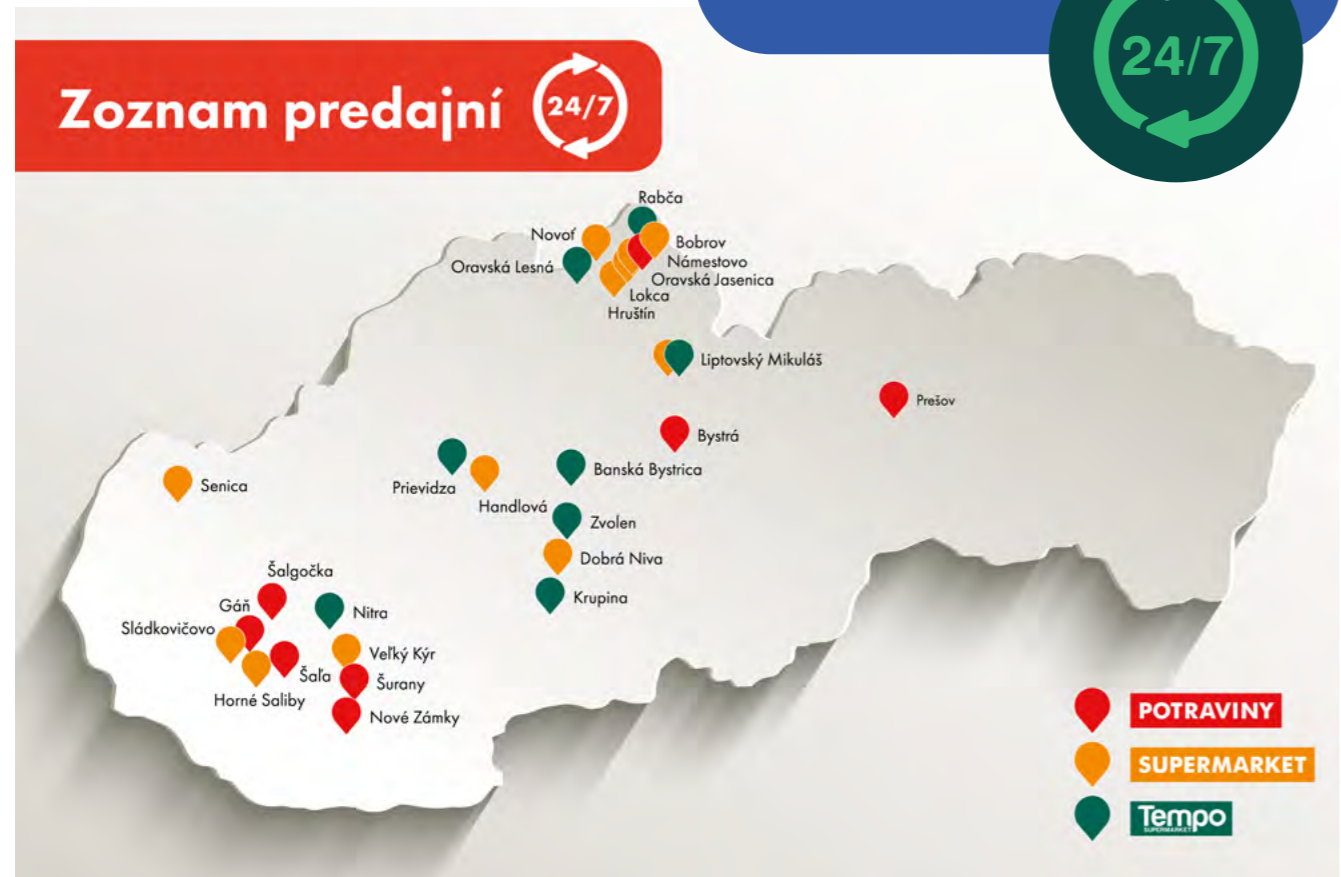 24/7
Zoznam predajní
24/7
Rabča
Novoť
Bobrov
Oravská Lesná
Námestovo
Oravská Jasenica
Lokca
Hruštín
Liptovský Mikuláš
Prešov
Bystrá
Banská Bystrica
Senica
Prievidza
Handlová
Zvolen
Dobrá Niva
Šalgočka
Krupina
Gáň
Nitra
Sládkovičovo
Veľký Kýr
Šaľa
Šurany
Horné Saliby
Nové Zámky
POTRAVINY
SUPERMARKET
Tempo
SUPERMARKET